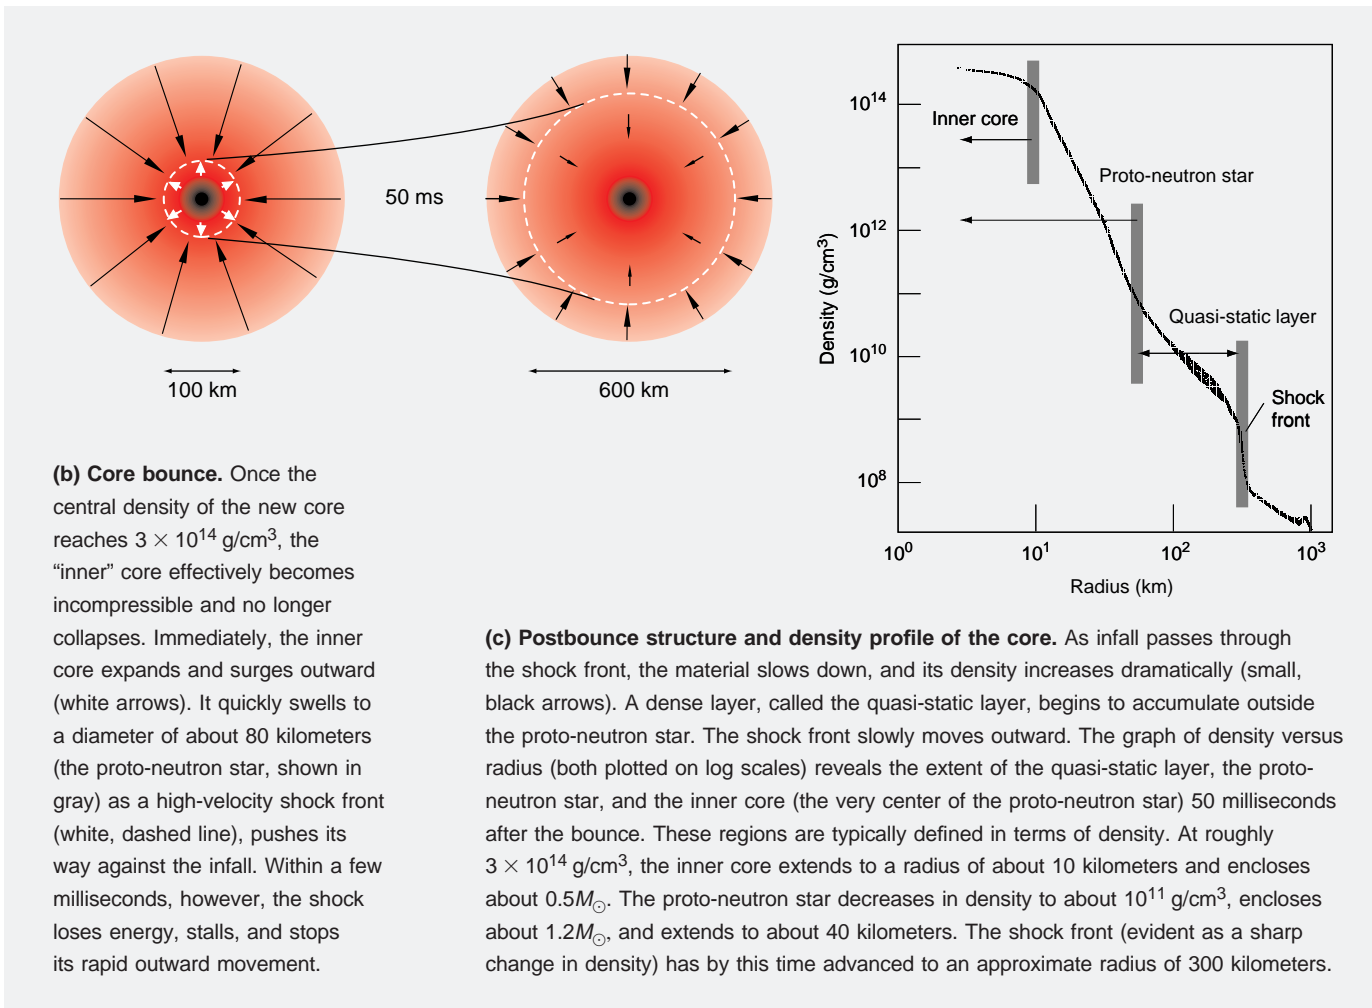 50 ms
100 km
600 km
10¹⁴
10¹²
10¹⁰
10⁸
Density (g/cm³)
Inner core
Proto-neutron star
Quasi-static layer
Shock
front
10⁰
10¹
10²
10³
Radius (km)
(b) Core bounce. Once the
central density of the new core
reaches 3 × 10¹⁴ g/cm³, the
“inner” core effectively becomes
incompressible and no longer
collapses. Immediately, the inner
core expands and surges outward
(white arrows). It quickly swells to
a diameter of about 80 kilometers
(the proto-neutron star, shown in
gray) as a high-velocity shock front
(white, dashed line), pushes its
way against the infall. Within a few
milliseconds, however, the shock
loses energy, stalls, and stops
its rapid outward movement.
(c) Postbounce structure and density profile of the core. As infall passes through
the shock front, the material slows down, and its density increases dramatically (small,
black arrows). A dense layer, called the quasi-static layer, begins to accumulate outside
the proto-neutron star. The shock front slowly moves outward. The graph of density versus
radius (both plotted on log scales) reveals the extent of the quasi-static layer, the proto-
neutron star, and the inner core (the very center of the proto-neutron star) 50 milliseconds
after the bounce. These regions are typically defined in terms of density. At roughly
3 × 10¹⁴ g/cm³, the inner core extends to a radius of about 10 kilometers and encloses
about 0.5M☉. The proto-neutron star decreases in density to about 10¹¹ g/cm³, encloses
about 1.2M☉, and extends to about 40 kilometers. The shock front (evident as a sharp
change in density) has by this time advanced to an approximate radius of 300 kilometers.